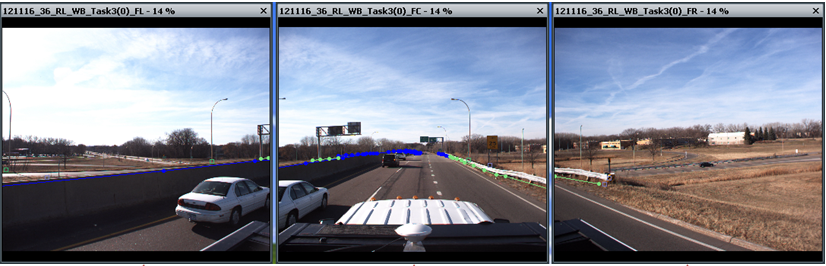 121116_36_RL_WB_Task3(0)_FL - 14 %
121116_36_RL_WB_Task3(0)_FC - 14 %
121116_36_RL_WB_Task3(0)_FR - 14 %